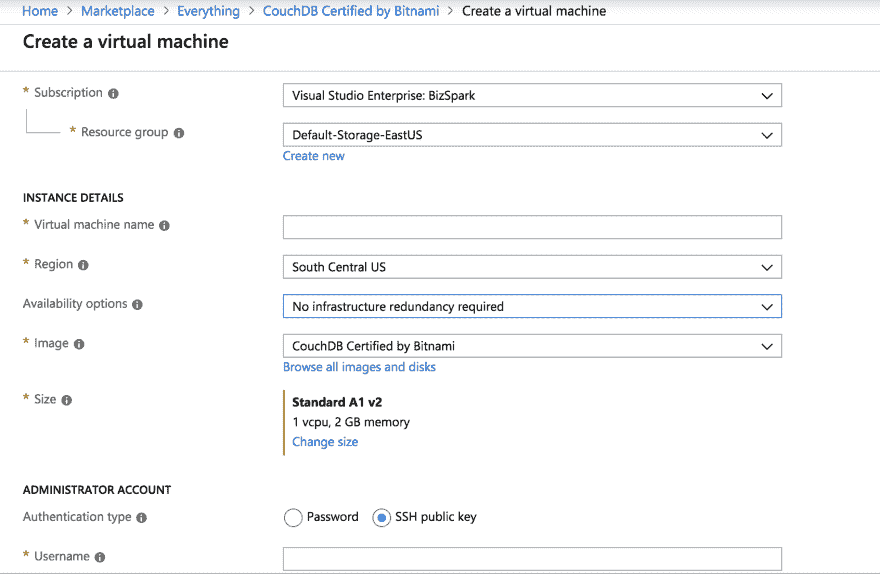 Home > Marketplace > Everything > CouchDB Certified by Bitnami > Create a virtual machine
Create a virtual machine
* Subscription Visual Studio Enterprise: BizSpark
* Resource group Default-Storage-EastUS
Create new
INSTANCE DETAILS
* Virtual machine name
* Region South Central US
Availability options No infrastructure redundancy required
* Image CouchDB Certified by Bitnami
Browse all images and disks
* Size Standard A1 v2
1 vcpu, 2 GB memory
Change size
ADMINISTRATOR ACCOUNT
Authentication type Password SSH public key
* Username